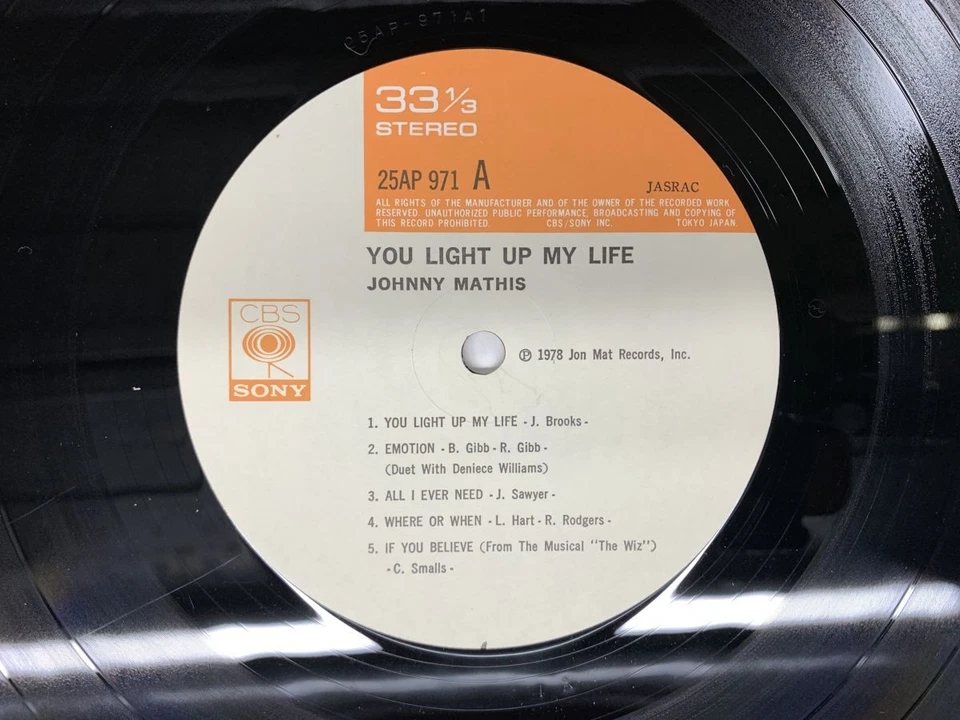 25AP-971A1
33 1/3
STEREO
25AP 971 A
JASRAC
ALL RIGHTS OF THE MANUFACTURER AND OF THE OWNER OF THE RECORDED WORK
RESERVED. UNAUTHORIZED PUBLIC PERFORMANCE, BROADCASTING AND COPYING OF
THIS RECORD PROHIBITED. CBS/SONY INC. TOKYO JAPAN.
YOU LIGHT UP MY LIFE
JOHNNY MATHIS
CBS
SONY
℗ 1978 Jon Mat Records, Inc.
1. YOU LIGHT UP MY LIFE - J. Brooks -
2. EMOTION - B. Gibb - R. Gibb -
(Duet With Deniece Williams)
3. ALL I EVER NEED - J. Sawyer -
4. WHERE OR WHEN - L. Hart - R. Rodgers -
5. IF YOU BELIEVE (From The Musical "The Wiz")
- C. Smalls -